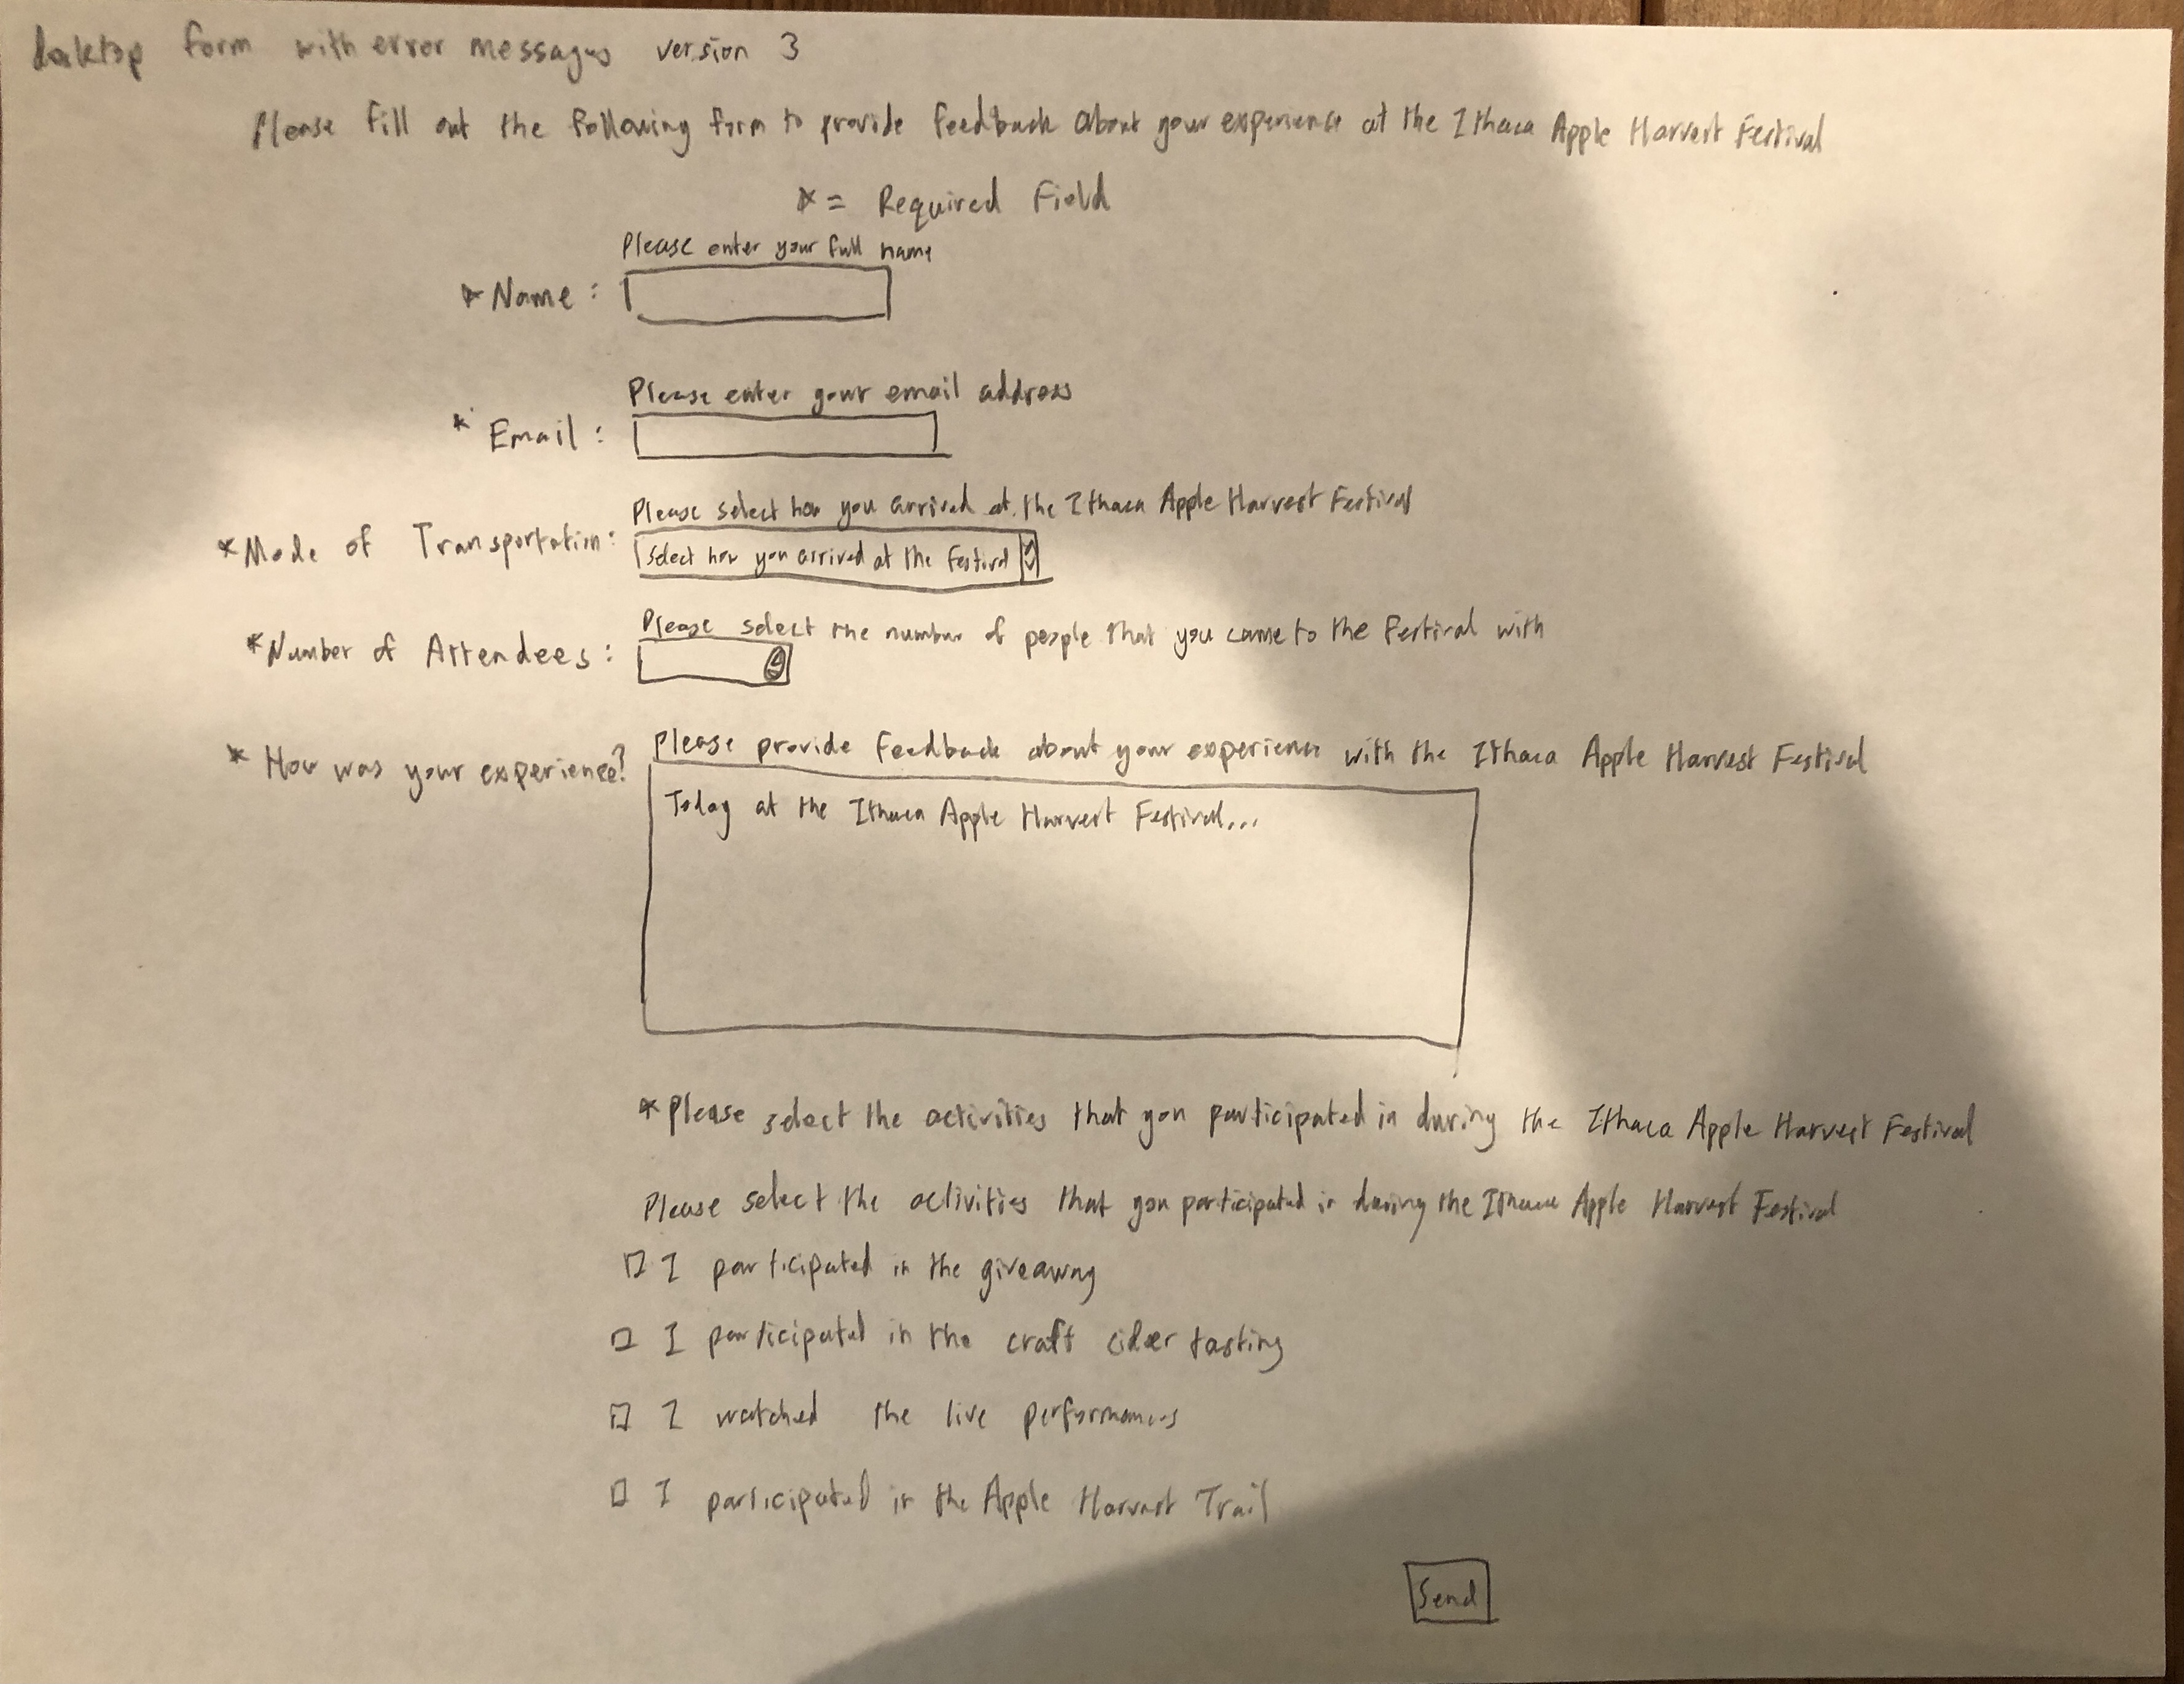 desktop form with error messages version 3
Please fill out the following form to provide feedback about your experience at the Ithaca Apple Harvest Festival
* = Required Field
Please enter your full name
* Name :
Please enter your email address
* Email :
Please select how you arrived at the Ithaca Apple Harvest Festival
* Mode of Transportation :
Select how you arrived at the festival
Please select the number of people that you came to the festival with
* Number of Attendees :
Please provide feedback about your experience with the Ithaca Apple Harvest Festival
* How was your experience?
Today at the Ithaca Apple Harvest Festival...
* Please select the activities that you participated in during the Ithaca Apple Harvest Festival
Please select the activities that you participated in during the Ithaca Apple Harvest Festival
I participated in the giveaway
I participated in the craft cider tasting
I watched the live performances
I participated in the Apple Harvest Trail
Send